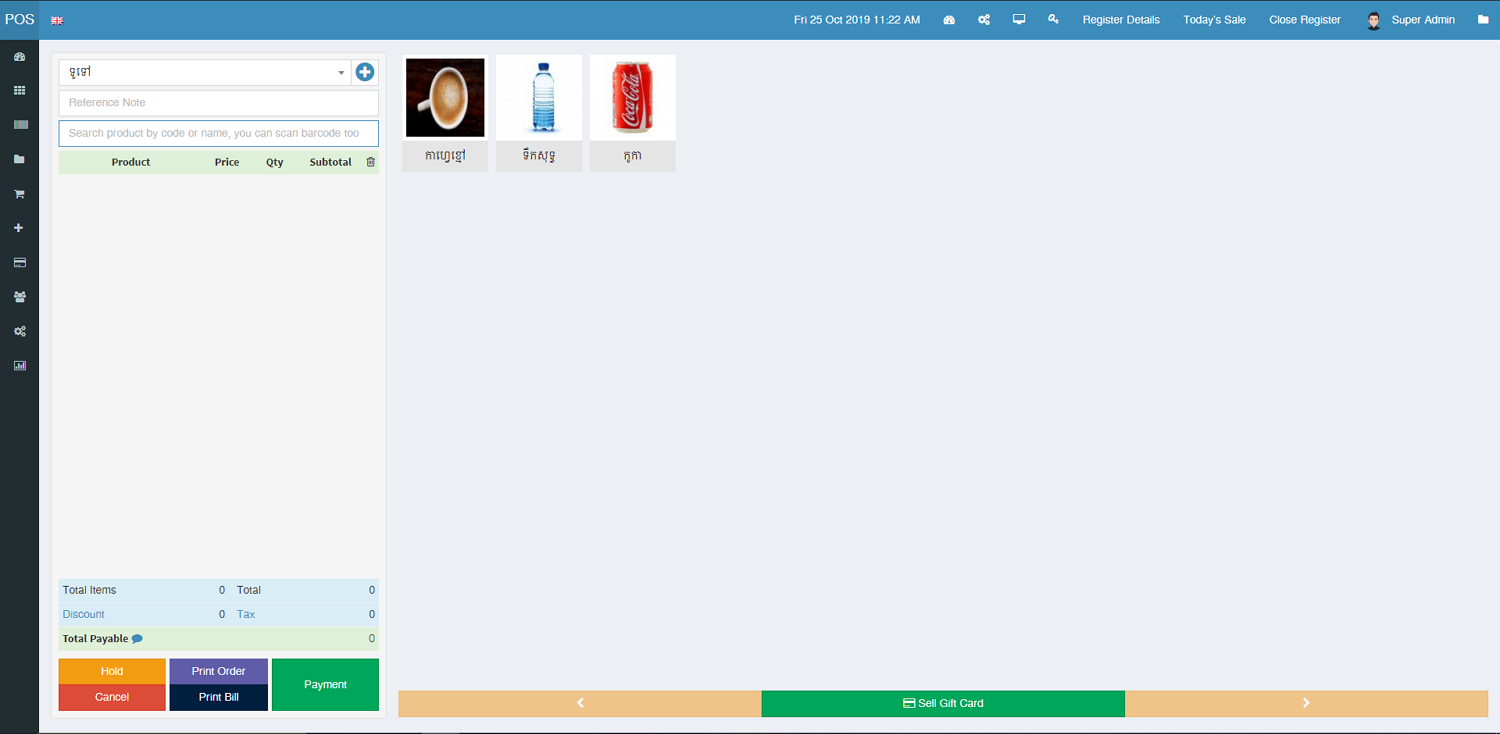 POS
Fri 25 Oct 2019 11:22 AM
Register Details
Today's Sale
Close Register
Super Admin
ទូទៅ
Reference Note
Search product by code or name, you can scan barcode too
Product Price Qty Subtotal
កាហ្វេខ្មៅ
ទឹកសុទ្ធ
កូកា
Coca-Cola
Total Items 0 Total 0
Discount 0 Tax 0
Total Payable 0
Hold
Print Order
Payment
Cancel
Print Bill
Sell Gift Card